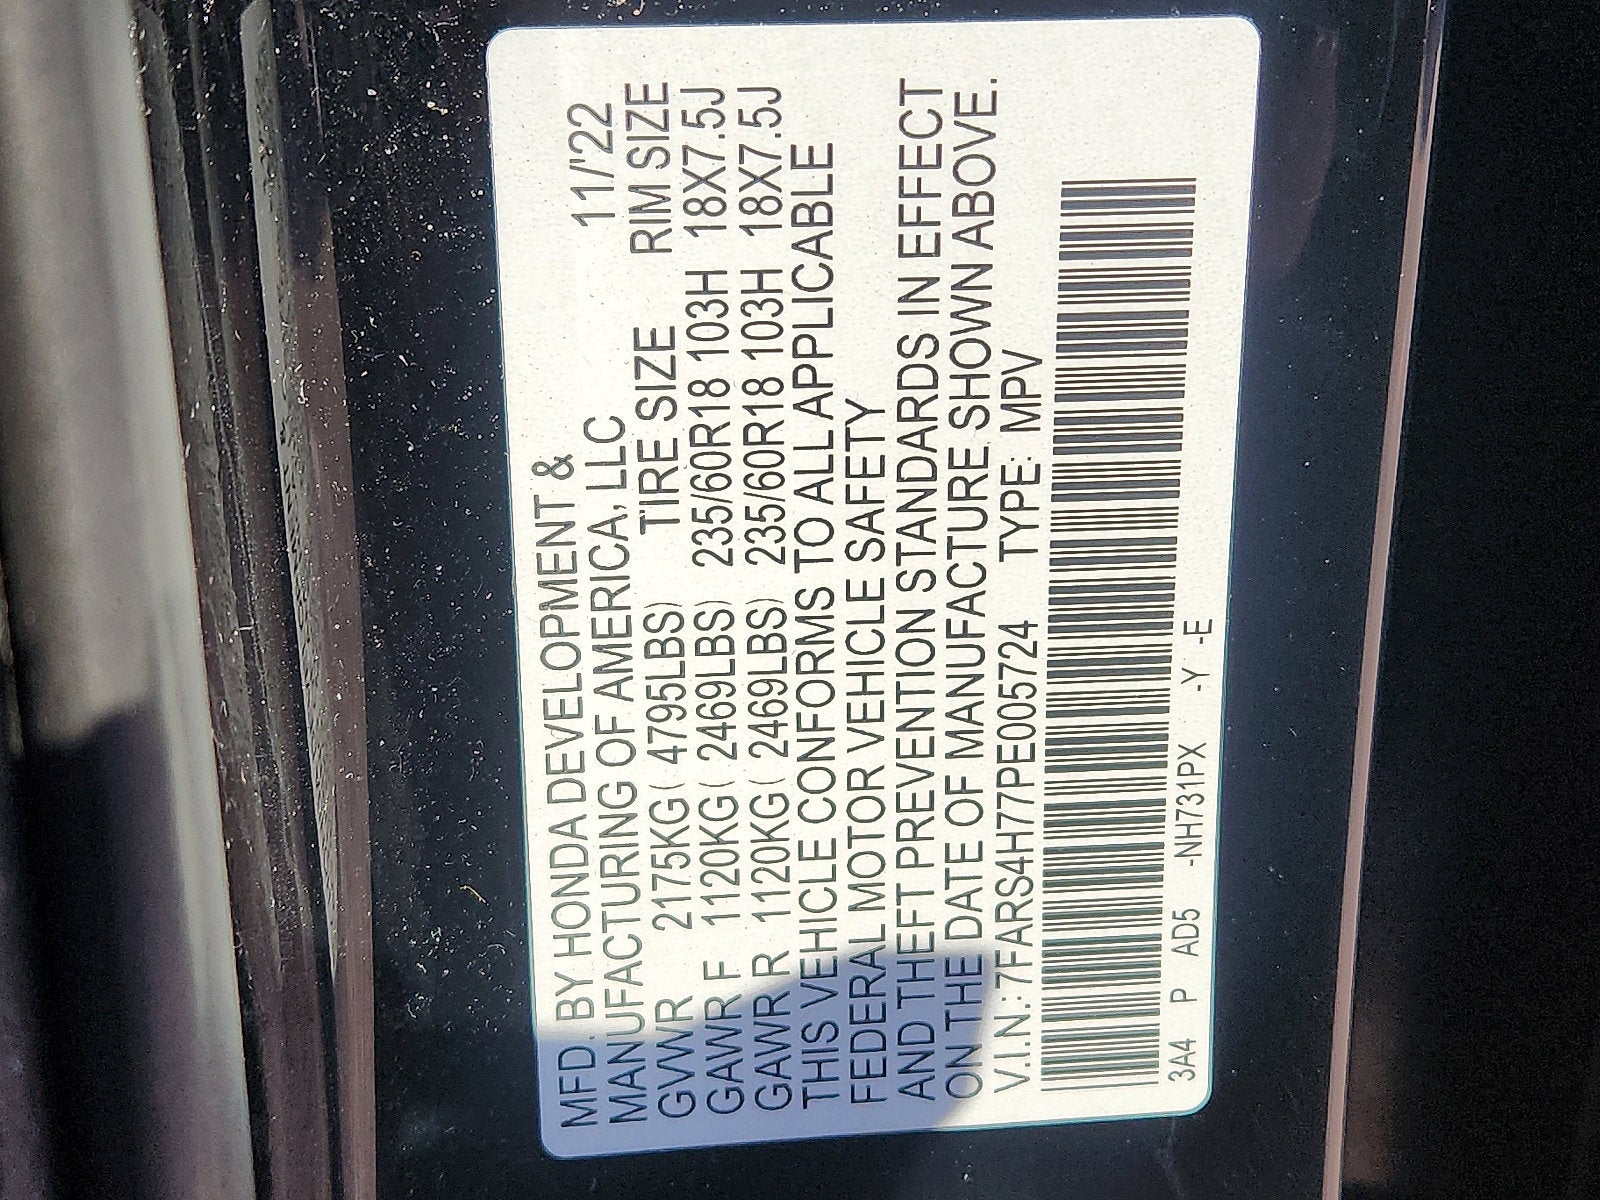 MFD. BY HONDA DEVELOPMENT &
MANUFACTURING OF AMERICA, LLC 11/'22
GVWR 2175KG( 4795LBS) TIRE SIZE RIM SIZE
GAWR F 1120KG( 2469LBS) 235/60R18 103H 18X7.5J
GAWR R 1120KG( 2469LBS) 235/60R18 103H 18X7.5J
THIS VEHICLE CONFORMS TO ALL APPLICABLE
FEDERAL MOTOR VEHICLE SAFETY
AND THEFT PREVENTION STANDARDS IN EFFECT
ON THE DATE OF MANUFACTURE SHOWN ABOVE.
V.I.N.: 7FARS4H77PE005724 TYPE: MPV
3A4 P AD5 -NH731PX -Y -E